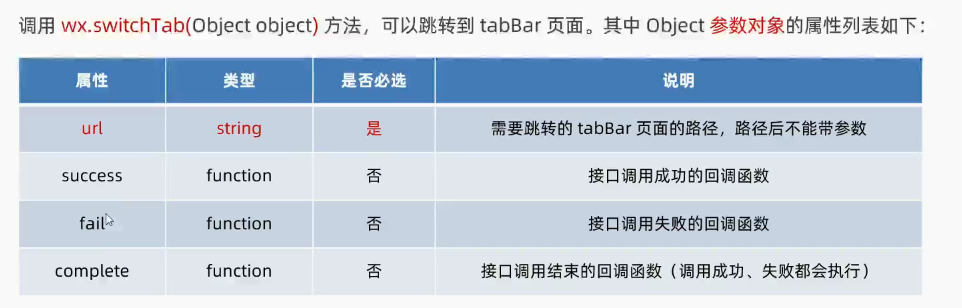 调用 wx.switchTab(Object object) 方法，可以跳转到 tabBar 页面。其中 Object 参数对象的属性列表如下：
属性 类型 是否必选 说明
url string 是 需要跳转的 tabBar 页面的路径，路径后不能带参数
success function 否 接口调用成功的回调函数
fail function 否 接口调用失败的回调函数
complete function 否 接口调用结束的回调函数（调用成功、失败都会执行）